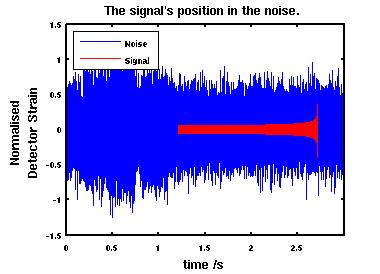 The signal's position in the noise.
Normalised
Detector Strain
1.5
1
0.5
0
-0.5
-1
-1.5
Noise
Signal
0 0.5 1 1.5 2 2.5
time /s